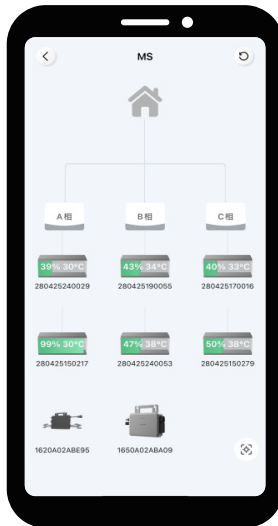 MS
A相 B相 C相
39% 30°C 43% 34°C 40% 33°C
280425240029 280425190055 280425170016
99% 30°C 47% 38°C 50% 38°C
280425150217 280425240053 280425150279
1620A02ABE95 1650A02ABA09